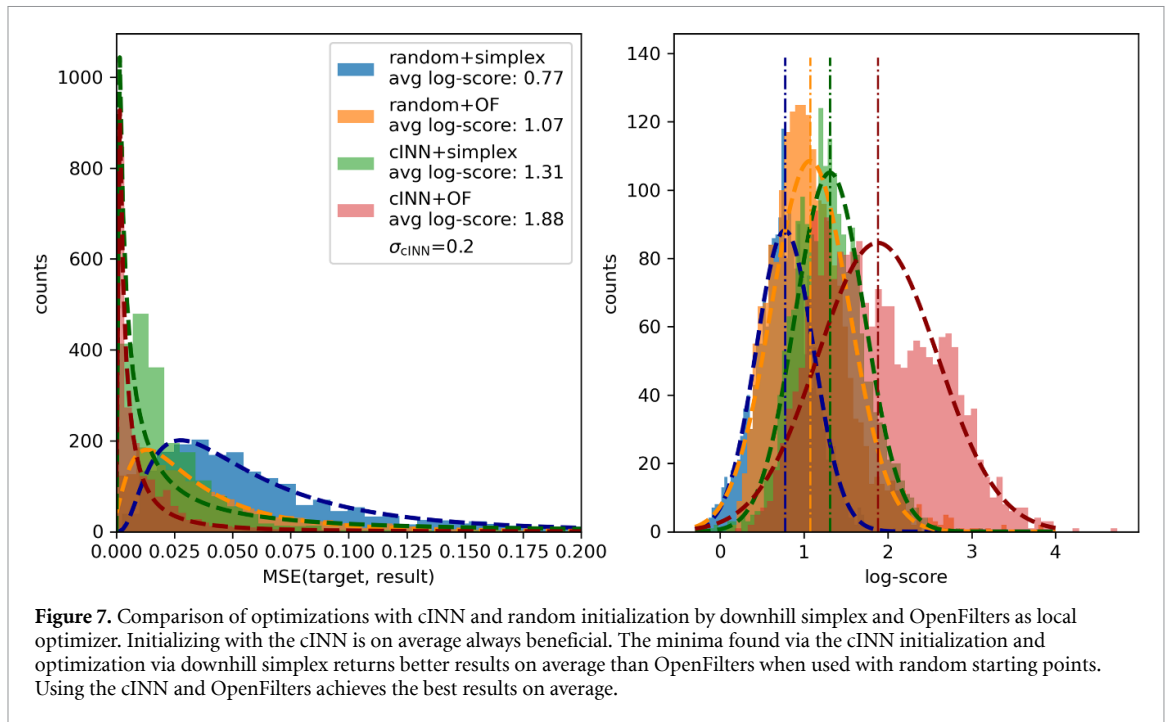 1000
800
600
400
200
0
counts
0.000
0.025
0.050
0.075
0.100
0.125
0.150
0.175
0.200
MSE(target, result)
random+simplex
avg log-score: 0.77
random+OF
avg log-score: 1.07
cINN+simplex
avg log-score: 1.31
cINN+OF
avg log-score: 1.88
σcINN=0.2
140
120
100
80
60
40
20
0
counts
0
1
2
3
4
log-score
Figure 7. Comparison of optimizations with cINN and random initialization by downhill simplex and OpenFilters as local
optimizer. Initializing with the cINN is on average always beneficial. The minima found via the cINN initialization and
optimization via downhill simplex returns better results on average than OpenFilters when used with random starting points.
Using the cINN and OpenFilters achieves the best results on average.